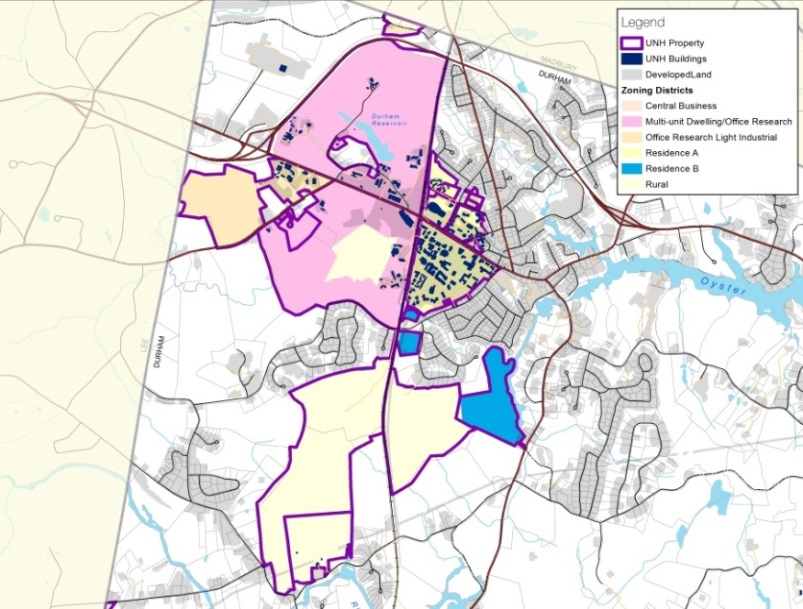 Legend
UNH Property
UNH Buildings
DevelopedLand
Zoning Districts
Central Business
Multi-unit Dwelling/Office Research
Office Research Light Industrial
Residence A
Residence B
Rural
MADBURY
DURHAM
Durham
Reservoir
Oyster
LEE
DURHAM